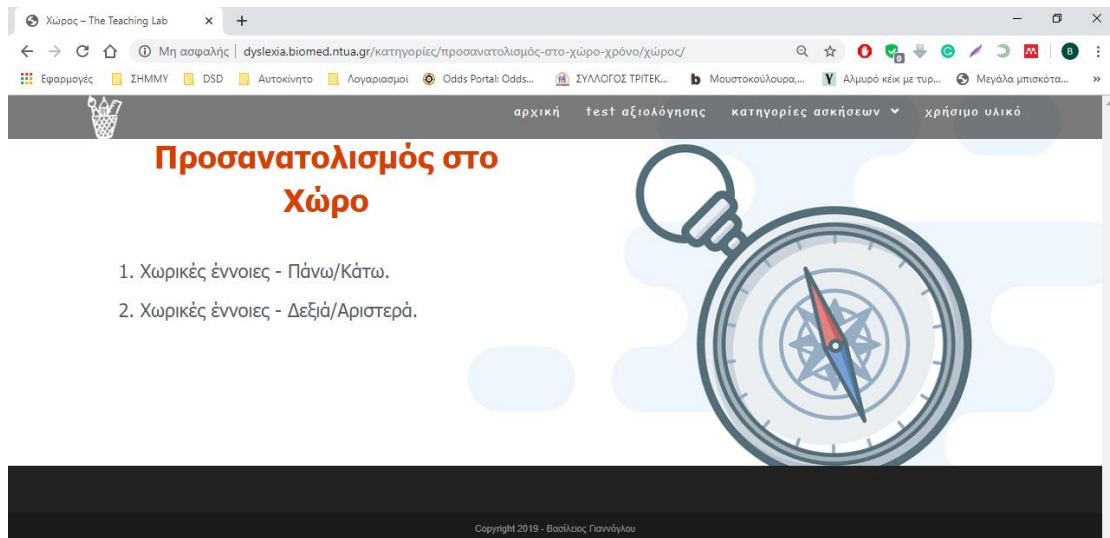 Χώρος – The Teaching Lab
Μη ασφαλής | dyslexia.biomed.ntua.gr/κατηγορίες/προσανατολισμός-στο-χώρο-χρόνο/χώρος/
0
B
Εφαρμογές ΣΗΜΜΥ DSD Αυτοκίνητο Λογαριασμοί Odds Portal: Odds... ΣΥΛΛΟΓΟΣ ΤΡΙΤΕΚ... b Μουστοκούλουρα,... Αλμυρό κέικ με τυρ... Μεγάλα μπισκότα... »
αρχική test αξιολόγησης κατηγορίες ασκήσεων χρήσιμο υλικό
Προσανατολισμός στο
Χώρο
1. Χωρικές έννοιες - Πάνω/Κάτω.
2. Χωρικές έννοιες - Δεξιά/Αριστερά.
Copyright 2019 - Βασίλειος Γιαννόγλου